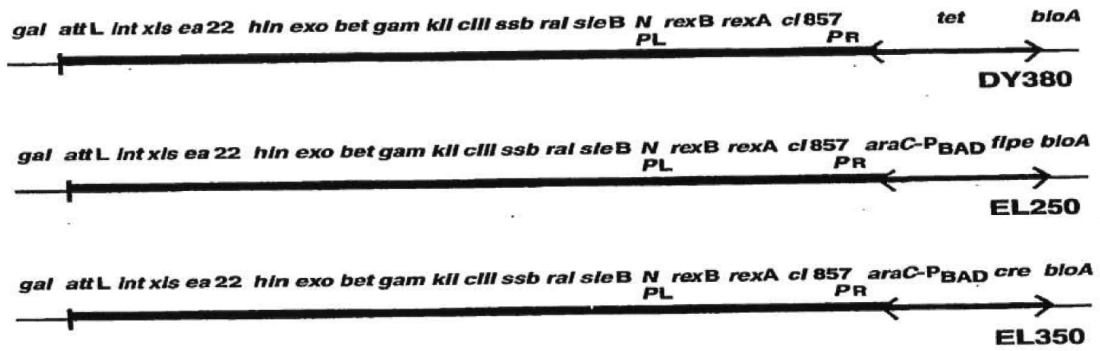 gal attL int xis ea22 hin exo bet gam kil cIII ssb ral sieB N rexB rexA cI857 tet bioA
PL PR
DY380
gal attL int xis ea22 hin exo bet gam kil cIII ssb ral sieB N rexB rexA cI857 araC-PBAD flpe bioA
PL PR
EL250
gal attL int xis ea22 hin exo bet gam kil cIII ssb ral sieB N rexB rexA cI857 araC-PBAD cre bioA
PL PR
EL350